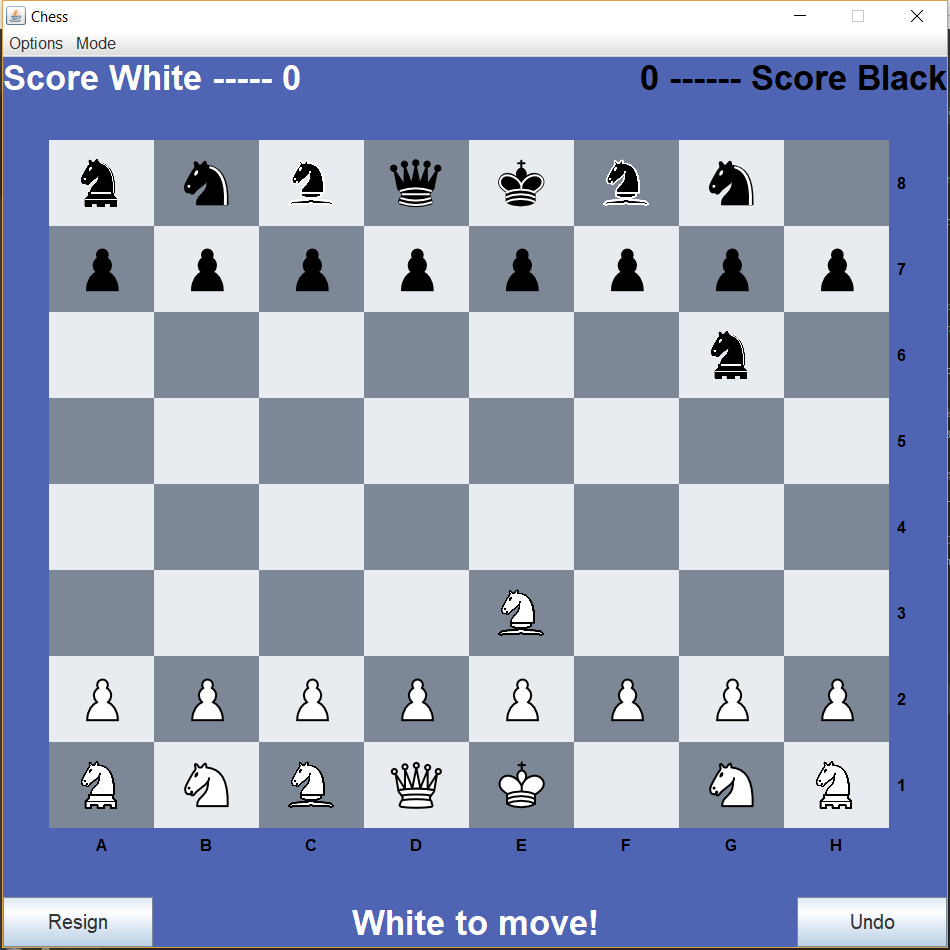 Chess
Options Mode
Score White ----- 0
0 ------ Score Black
8
7
6
5
4
3
2
1
A B C D E F G H
Resign
White to move!
Undo